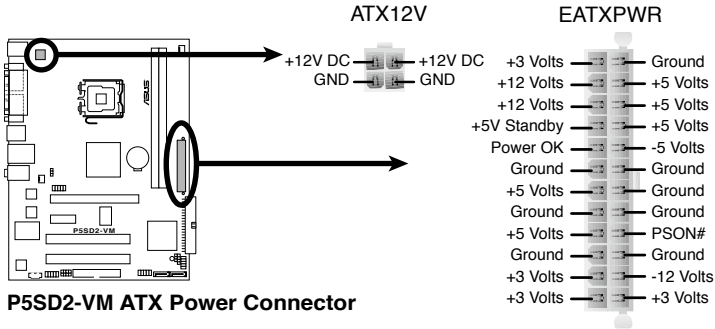 ATX12V
EATXPWR
+12V DC +12V DC
GND GND
+3 Volts Ground
+12 Volts +5 Volts
+12 Volts +5 Volts
+5V Standby +5 Volts
Power OK -5 Volts
Ground Ground
+5 Volts Ground
Ground Ground
+5 Volts PSON#
Ground Ground
+3 Volts -12 Volts
+3 Volts +3 Volts
ASUS
P5SD2-VM
P5SD2-VM ATX Power Connector